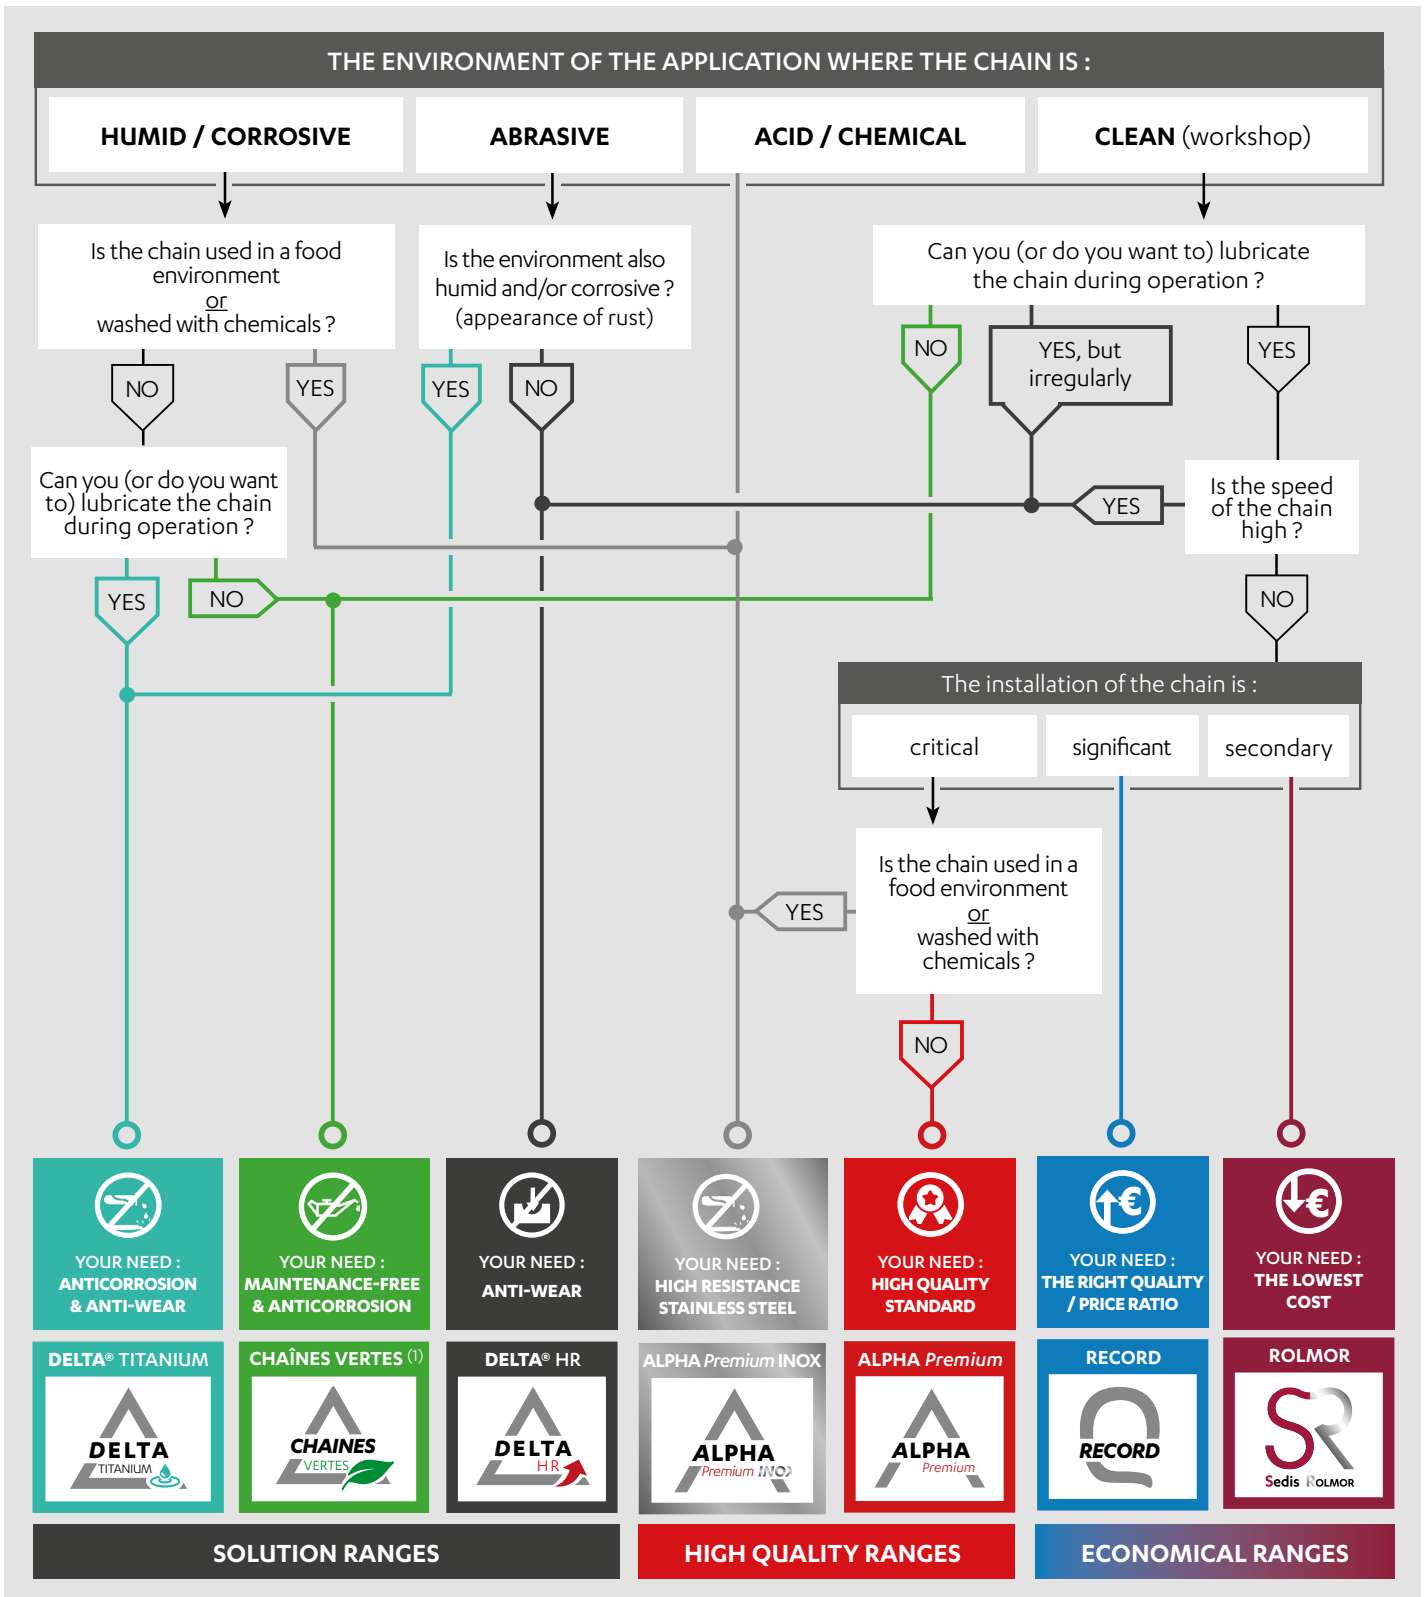 THE ENVIRONMENT OF THE APPLICATION WHERE THE CHAIN IS :
HUMID / CORROSIVE
ABRASIVE
ACID / CHEMICAL
CLEAN (workshop)
Is the chain used in a food
environment
or
washed with chemicals ?
Is the environment also
humid and/or corrosive ?
(appearance of rust)
Can you (or do you want to) lubricate
the chain during operation ?
NO
YES
YES
NO
NO
YES, but
irregularly
YES
Can you (or do you want
to) lubricate the chain
during operation ?
YES
Is the speed
of the chain
high ?
YES
NO
NO
The installation of the chain is :
critical
significant
secondary
Is the chain used in a
food environment
or
washed with
chemicals ?
YES
NO
YOUR NEED :
ANTICORROSION
& ANTI-WEAR
YOUR NEED :
MAINTENANCE-FREE
& ANTICORROSION
YOUR NEED :
ANTI-WEAR
YOUR NEED :
HIGH RESISTANCE
STAINLESS STEEL
YOUR NEED :
HIGH QUALITY
STANDARD
€
YOUR NEED :
THE RIGHT QUALITY
/ PRICE RATIO
€
YOUR NEED :
THE LOWEST
COST
DELTA® TITANIUM
DELTA
TITANIUM
CHAÎNES VERTES (1)
CHAINES
VERTES
DELTA® HR
DELTA
HR
ALPHA Premium INOX
ALPHA
Premium INOX
ALPHA Premium
ALPHA
Premium
RECORD
RECORD
ROLMOR
SR
Sedis ROLMOR
SOLUTION RANGES
HIGH QUALITY RANGES
ECONOMICAL RANGES